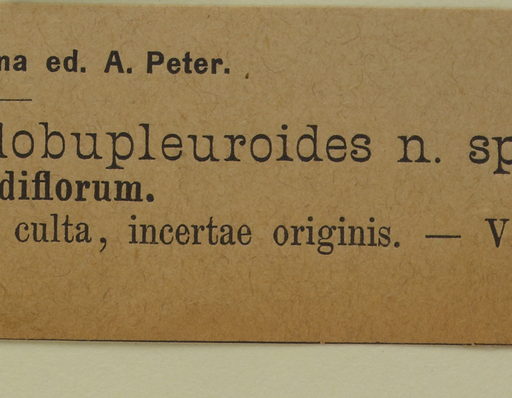 na ed. A. Peter.
lobupleuroides n. sp
diflorum.
culta, incertae originis. — V